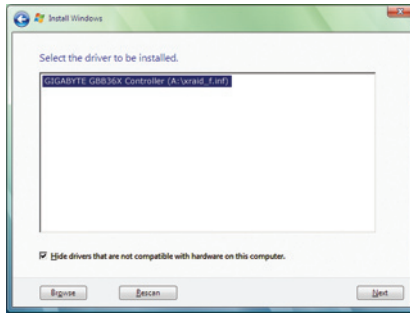 Install Windows
Select the driver to be installed.
GIGABYTE GBB36X Controller (A:\xraid_f.inf)
Hide drivers that are not compatible with hardware on this computer.
Browse
Rescan
Next